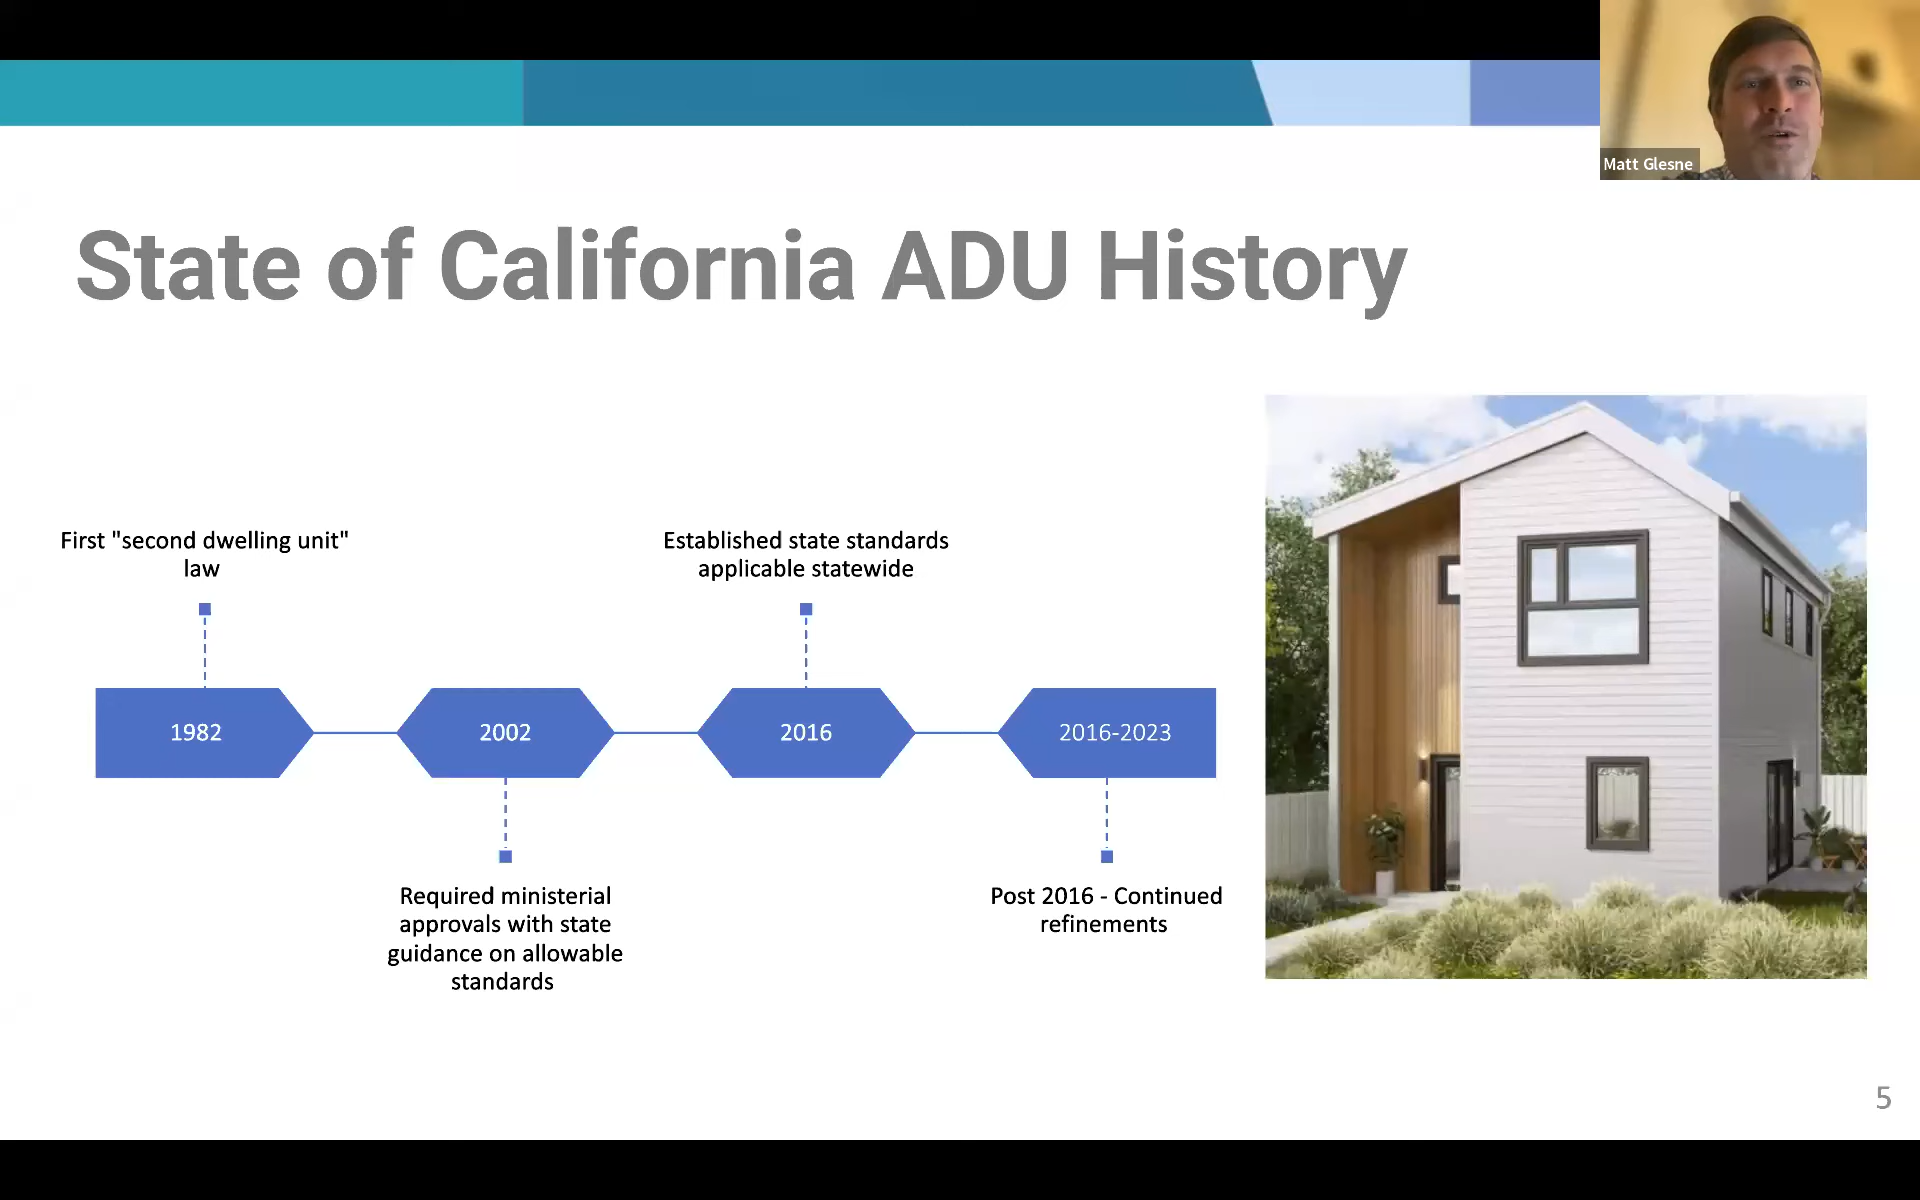 Matt Glesne
State of California ADU History
First "second dwelling unit"
law
Established state standards
applicable statewide
1982
2002
2016
2016-2023
Required ministerial
approvals with state
guidance on allowable
standards
Post 2016 - Continued
refinements
5